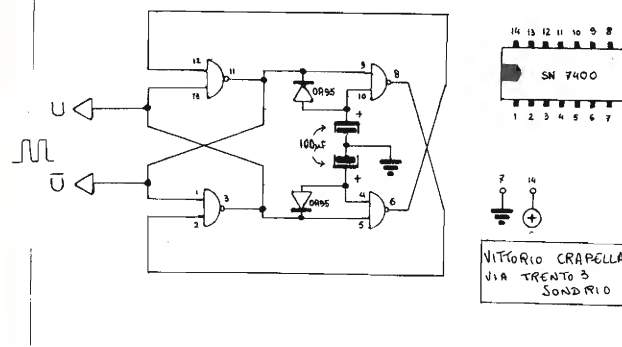 14 13 12 11 10 9 8
SN 7400
1 2 3 4 5 6 7
12
11
13
9
8
10
OA95
+
U
100µF
Ū
+
1
3
2
OA95
4
6
5
7 14
+
VITTORIO CRAPELLA
VIA TRENTO 3
SONDRIO